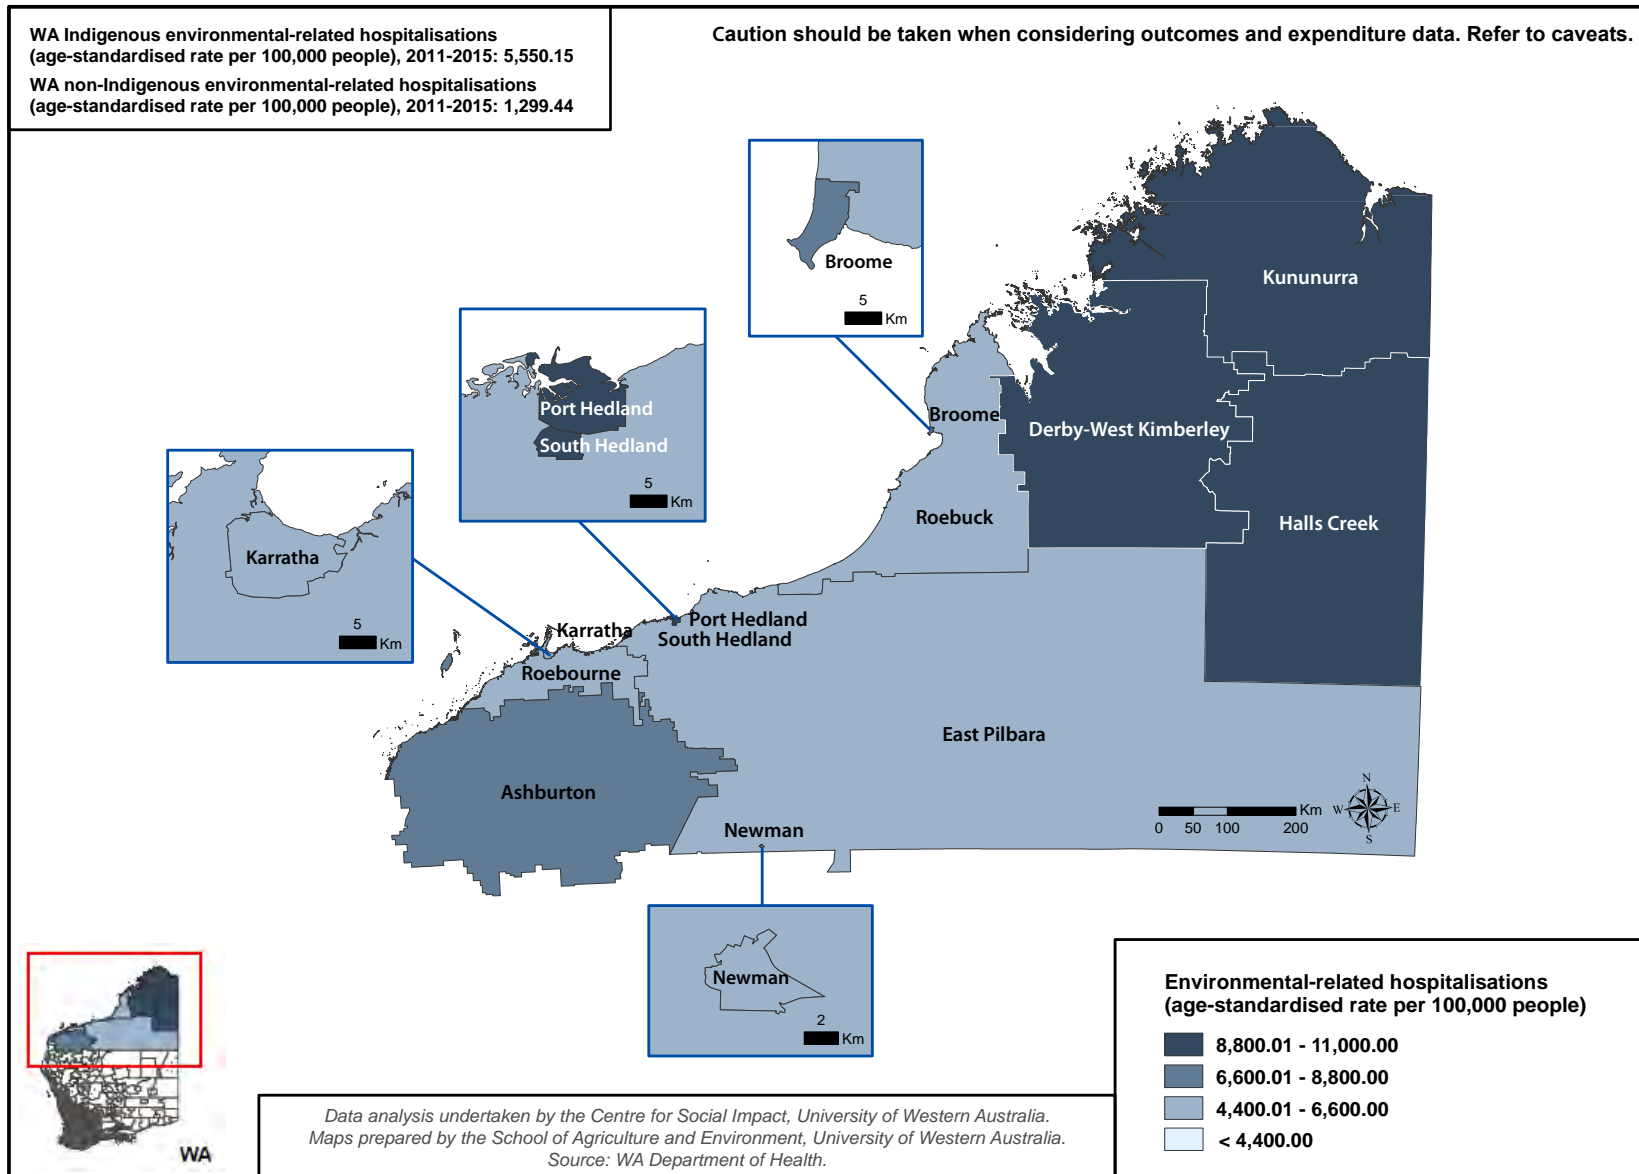 WA Indigenous environmental-related hospitalisations
(age-standardised rate per 100,000 people), 2011-2015: 5,550.15
WA non-Indigenous environmental-related hospitalisations
(age-standardised rate per 100,000 people), 2011-2015: 1,299.44
Caution should be taken when considering outcomes and expenditure data. Refer to caveats.
Broome
5
Km
Kununurra
Port Hedland
South Hedland
5
Km
Broome
Derby-West Kimberley
Karratha
5
Km
Roebuck
Halls Creek
Port Hedland
South Hedland
Karratha
Roebourne
East Pilbara
Ashburton
Newman
0 50 100 200
Km
N
W E
S
Newman
2
Km
WA
Environmental-related hospitalisations
(age-standardised rate per 100,000 people)
8,800.01 - 11,000.00
6,600.01 - 8,800.00
4,400.01 - 6,600.00
< 4,400.00
Data analysis undertaken by the Centre for Social Impact, University of Western Australia.
Maps prepared by the School of Agriculture and Environment, University of Western Australia.
Source: WA Department of Health.